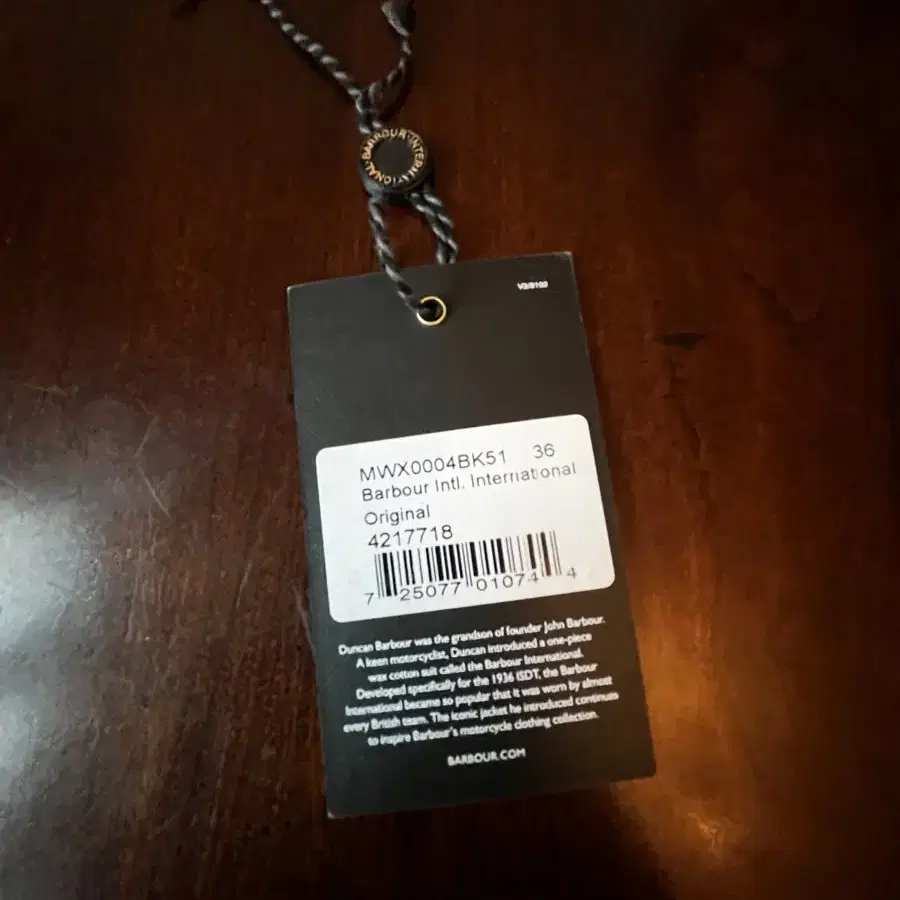 BARBOUR INTERNATIONAL
MWX0004BK51 36
Barbour Intl. International
Original
4217718
7 25077 01074 4
Duncan Barbour was the grandson of founder John Barbour.
A keen motorcyclist, Duncan introduced a one-piece
wax cotton suit called the Barbour International.
Developed specifically for the 1936 ISDT, the Barbour
International became so popular that it was worn by almost
every British team. The iconic jacket he introduced continues
to inspire Barbour's motorcycle clothing collection.
BARBOUR.COM